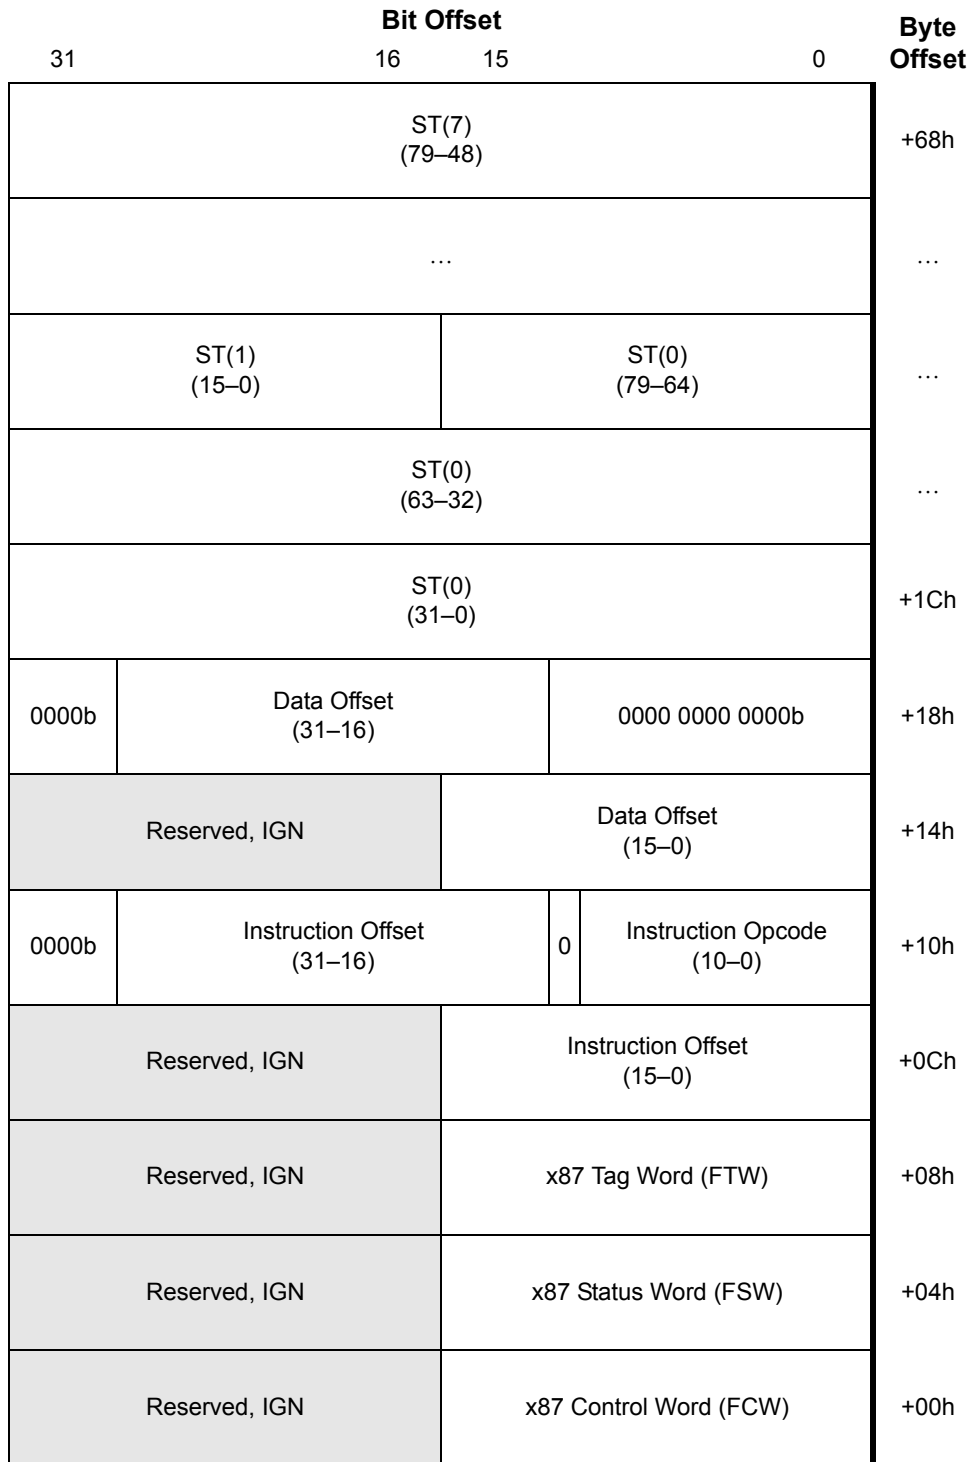 Bit Offset
Byte
Offset
31 16 15 0
ST(7)
(79–48)
+68h
...
...
ST(1)
(15–0)
ST(0)
(79–64)
...
ST(0)
(63–32)
...
ST(0)
(31–0)
+1Ch
0000b
Data Offset
(31–16)
0000 0000 0000b
+18h
Reserved, IGN
Data Offset
(15–0)
+14h
0000b
Instruction Offset
(31–16)
0
Instruction Opcode
(10–0)
+10h
Reserved, IGN
Instruction Offset
(15–0)
+0Ch
Reserved, IGN
x87 Tag Word (FTW)
+08h
Reserved, IGN
x87 Status Word (FSW)
+04h
Reserved, IGN
x87 Control Word (FCW)
+00h